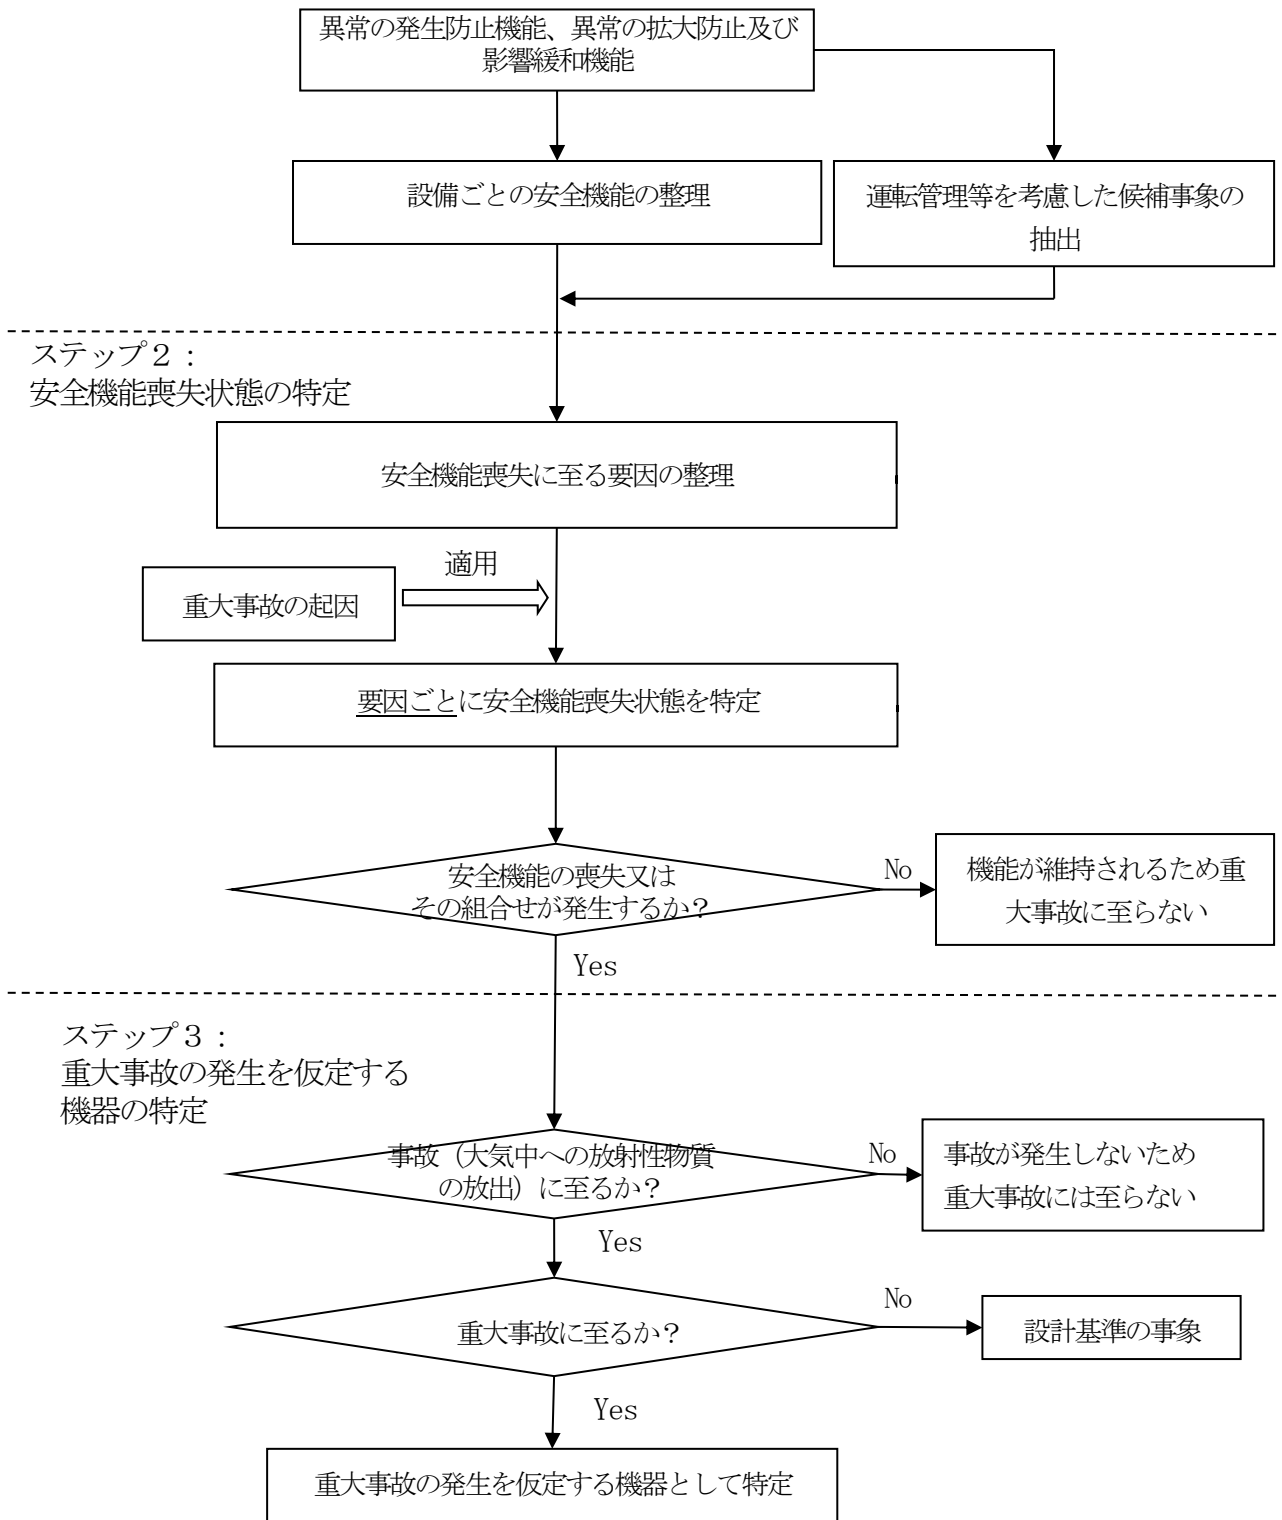 異常の発生防止機能、異常の拡大防止及び
影響緩和機能
設備ごとの安全機能の整理
運転管理等を考慮した候補事象の
抽出
ステップ２：
安全機能喪失状態の特定
安全機能喪失に至る要因の整理
適用
重大事故の起因
要因ごとに安全機能喪失状態を特定
安全機能の喪失又は
その組合せが発生するか？
No
機能が維持されるため重
大事故に至らない
Yes
ステップ３：
重大事故の発生を仮定する
機器の特定
事故（大気中への放射性物質
の放出）に至るか？
No
事故が発生しないため
重大事故には至らない
Yes
重大事故に至るか？
No
設計基準の事象
Yes
重大事故の発生を仮定する機器として特定